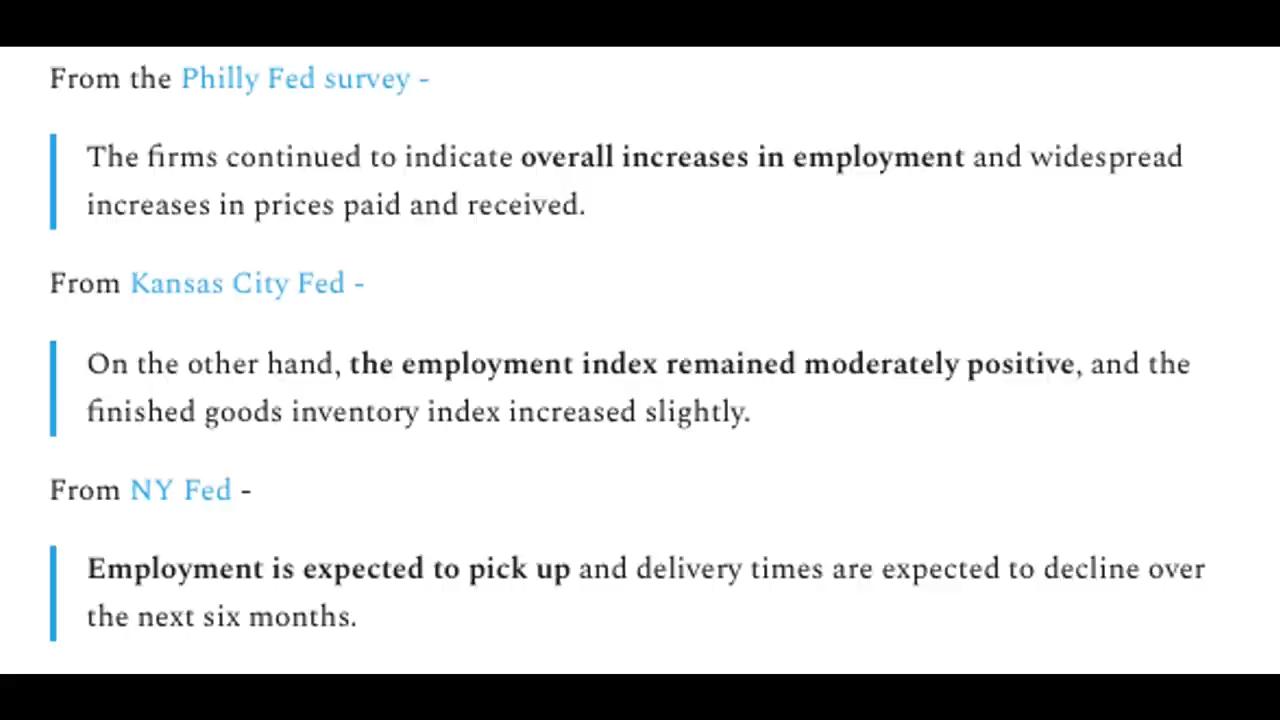 From the Philly Fed survey -
The firms continued to indicate overall increases in employment and widespread
increases in prices paid and received.
From Kansas City Fed -
On the other hand, the employment index remained moderately positive, and the
finished goods inventory index increased slightly.
From NY Fed -
Employment is expected to pick up and delivery times are expected to decline over
the next six months.